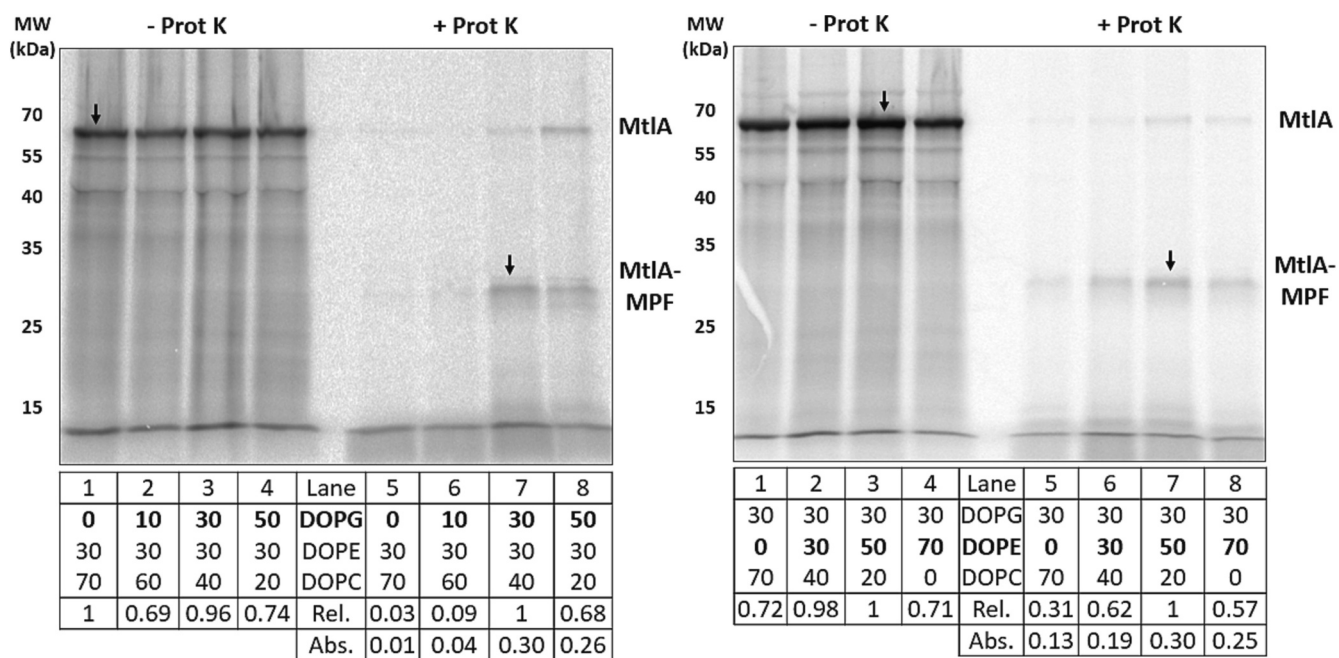 MW
(kDa)
- Prot K
+ Prot K
70
55
40
35
25
15
MtlA
MtlA-
MPF
1 2 3 4 Lane 5 6 7 8
0 10 30 50 DOPG 0 10 30 50
30 30 30 30 DOPE 30 30 30 30
70 60 40 20 DOPC 70 60 40 20
1 0.69 0.96 0.74 Rel. 0.03 0.09 1 0.68
Abs. 0.01 0.04 0.30 0.26
MW
(kDa)
- Prot K
+ Prot K
70
55
40
35
25
15
MtlA
MtlA-
MPF
1 2 3 4 Lane 5 6 7 8
30 30 30 30 DOPG 30 30 30 30
0 30 50 70 DOPE 0 30 50 70
70 40 20 0 DOPC 70 40 20 0
0.72 0.98 1 0.71 Rel. 0.31 0.62 1 0.57
Abs. 0.13 0.19 0.30 0.25